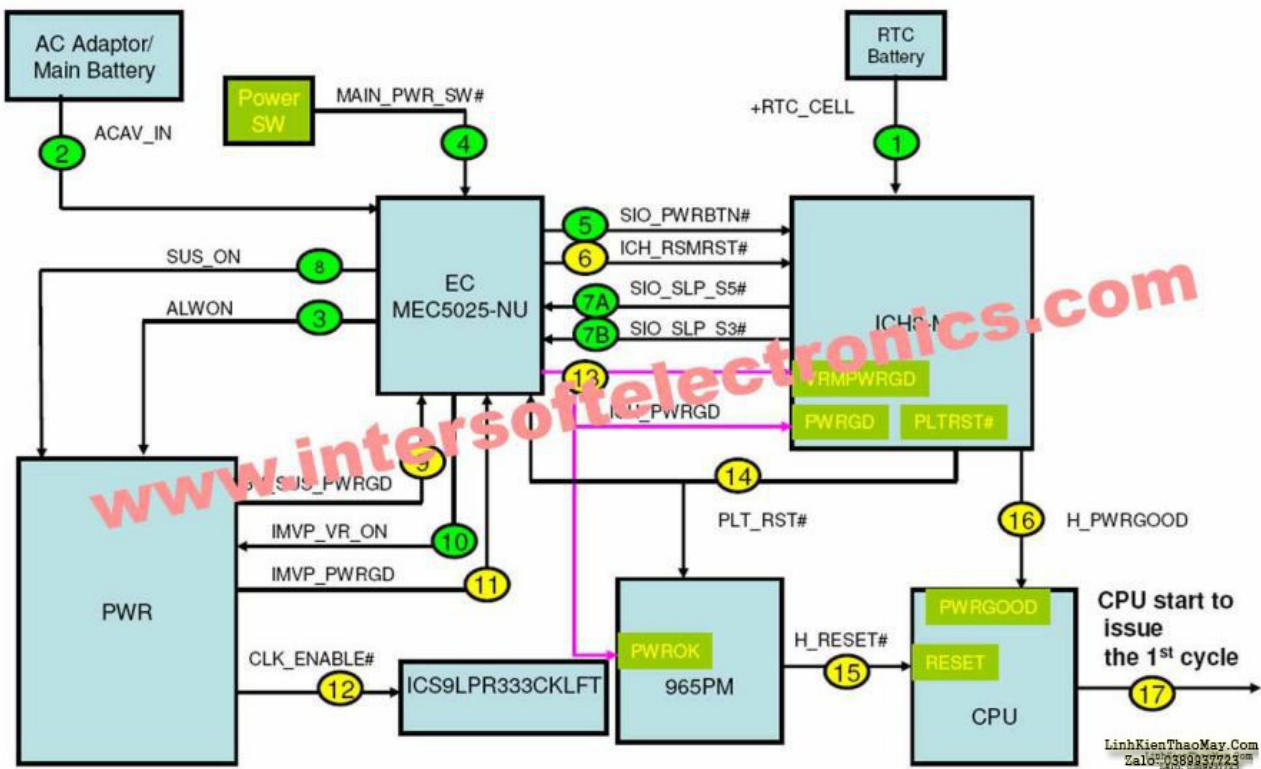 AC Adaptor/
Main Battery
RTC
Battery
Power
SW
MAIN_PWR_SW#
+RTC_CELL
ACAV_IN
2
4
1
SUS_ON
8
ALWON
3
EC
MEC5025-NU
5
SIO_PWRBTN#
6
ICH_RSMRST#
7A
SIO_SLP_S5#
7B
SIO_SLP_S3#
13
VRMPWRGD
PWRGD
PLTRST#
www.intersoftelectronics.com
9
14
PLT_RST#
16
H_PWRGOOD
IMVP_VR_ON
10
IMVP_PWRGD
11
PWR
CLK_ENABLE#
12
ICS9LPR333CKLFT
PWROK
965PM
H_RESET#
15
PWRGOOD
RESET
CPU
CPU start to
issue
the 1st cycle
17
LinhKienThaoMay.Com
Zalo: 0389937723